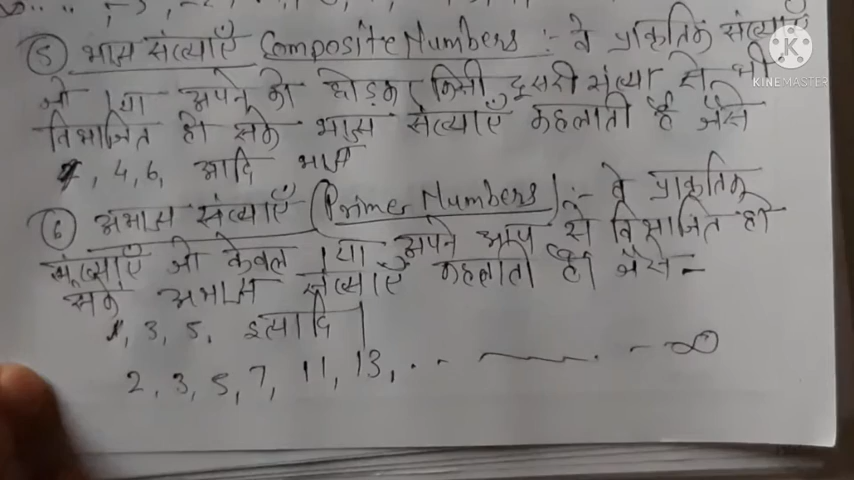 ⑤ भाज्य संख्याएँ Composite Numbers :- वे प्राकृतिक संख्याएँ
जो 1 या अपने को छोड़कर किसी दूसरी संख्या से भी
विभाजित हो सके भाज्य संख्याएँ कहलाती है जैसे
4, 6, आदि भाज्य
⑥ अभाज्य संख्याएँ (Primer Numbers) :- वे प्राकृतिक
संख्याएँ जो केवल 1 या अपने आप से विभाजित हो
सके अभाज्य संख्याएँ कहलाती है। जैसे -
3, 5, इत्यादि।
2, 3, 5, 7, 11, 13, .. - ∞
KINEMASTER